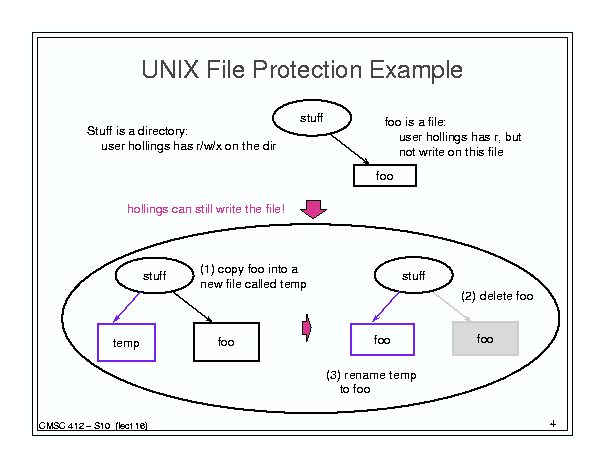 UNIX File Protection Example
stuff
Stuff is a directory:
user hollings has r/w/x on the dir
foo is a file:
user hollings has r, but
not write on this file
foo
hollings can still write the file!
stuff
(1) copy foo into a
new file called temp
stuff
(2) delete foo
temp
foo
foo
foo
(3) rename temp
to foo
CMSC 412 – S10 (lect 16)
4